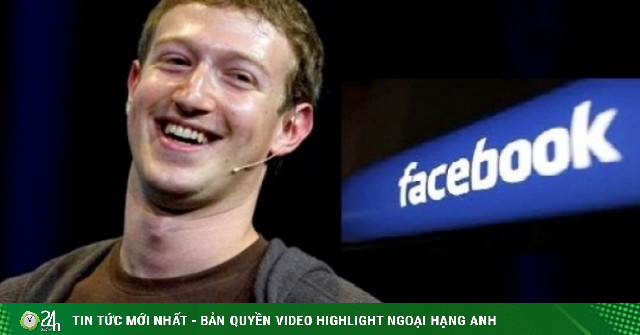 facebook
24h
TIN TỨC MỚI NHẤT - BẢN QUYỀN VIDEO HIGHLIGHT NGOẠI HẠNG ANH